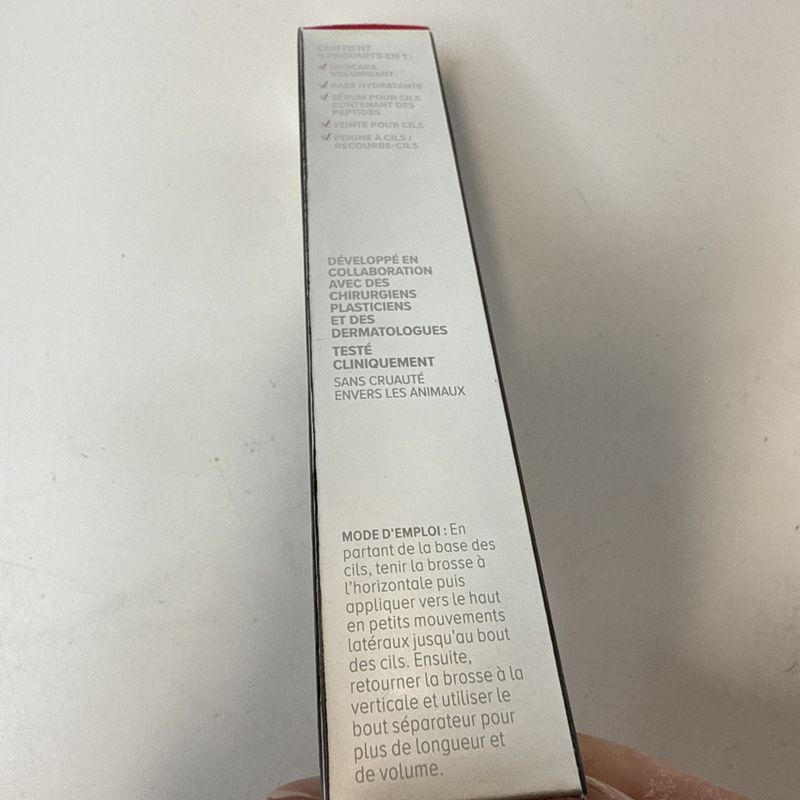 CONTIENT
5 PRODUITS EN 1 :
MASCARA
VOLUMISANT
BASE HYDRATANTE
SÉRUM POUR CILS
CONTENANT DES
PEPTIDES
TEINTE POUR CILS
PEIGNE À CILS /
RECOURBE-CILS
DÉVELOPPÉ EN
COLLABORATION
AVEC DES
CHIRURGIENS
PLASTICIENS
ET DES
DERMATOLOGUES
TESTÉ
CLINIQUEMENT
SANS CRUAUTÉ
ENVERS LES ANIMAUX
MODE D'EMPLOI : En
partant de la base des
cils, tenir la brosse à
l'horizontale puis
appliquer vers le haut
en petits mouvements
latéraux jusqu'au bout
des cils. Ensuite,
retourner la brosse à la
verticale et utiliser le
bout séparateur pour
plus de longueur et
de volume.